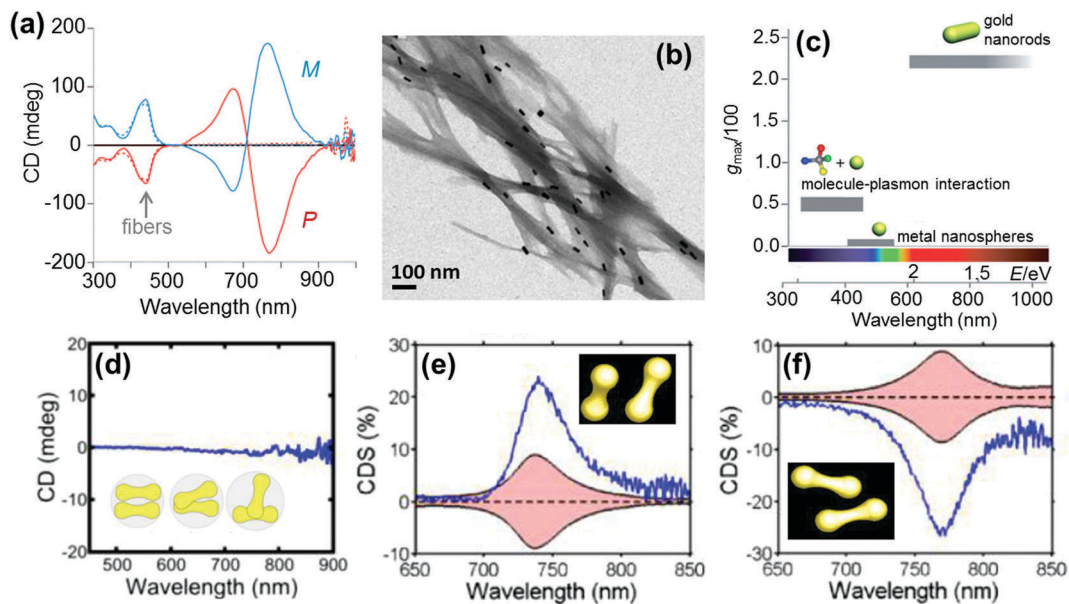 (a)
200
100
0
-100
-200
CD (mdeg)
M
P
fibers
300 500 700 900
Wavelength (nm)
(b)
100 nm
(c)
gold
nanorods
2.5
2.0
1.5
1.0
0.5
0.0
gmax/100
+
molecule-plasmon interaction
metal nanospheres
2 1,5 E/eV
300 400 600 800 1000
Wavelength (nm)
(d)
20
10
0
-10
-20
CD (mdeg)
500 600 700 800 900
Wavelength (nm)
(e)
30
20
10
0
-10
CDS (%)
650 700 750 800 850
Wavelength (nm)
(f)
10
0
-10
-20
-30
CDS (%)
650 700 750 800 850
Wavelength (nm)